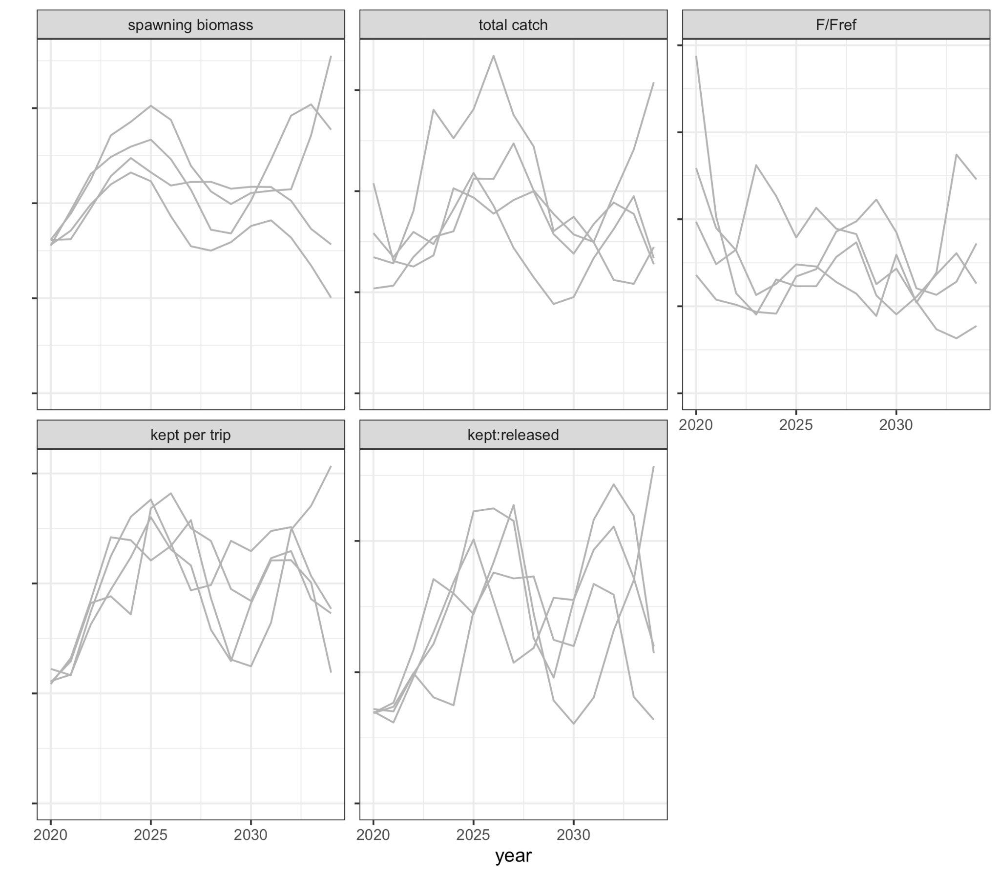 spawning biomass
total catch
F/Fref
2020 2025 2030
kept per trip
kept:released
2020 2025 2030
2020 2025 2030
year